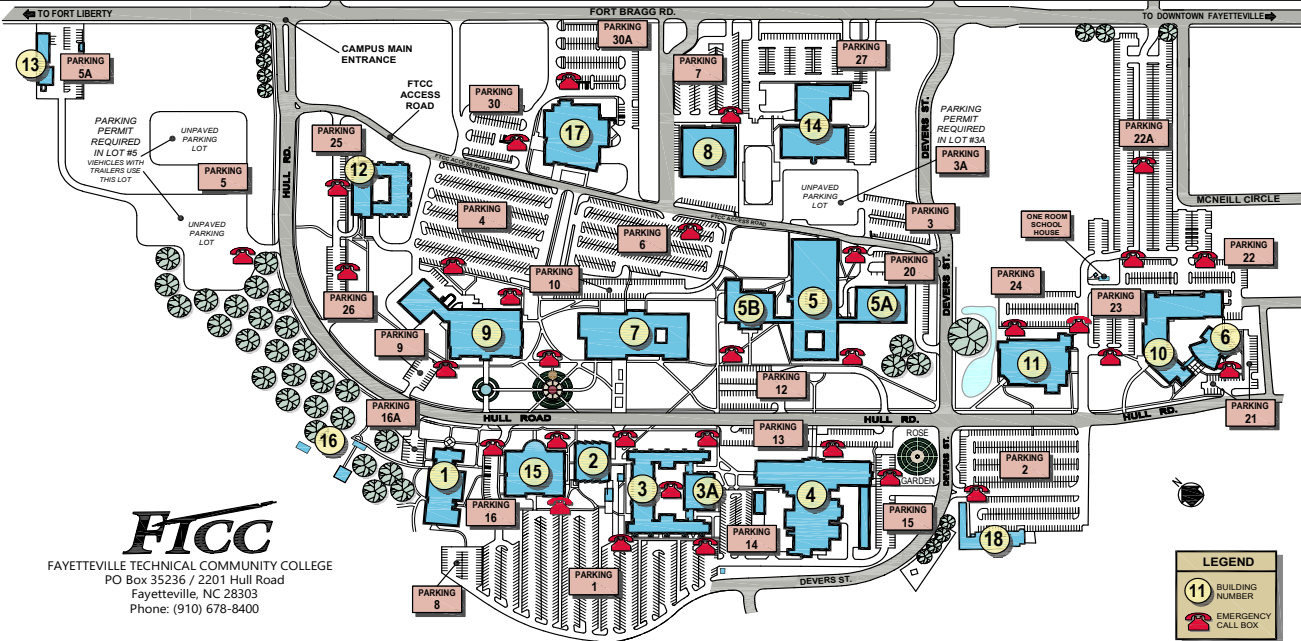 TO FORT LIBERTY
FORT BRAGG RD.
TO DOWNTOWN FAYETTEVILLE
13
PARKING
5A
CAMPUS MAIN
ENTRANCE
FTCC
ACCESS
ROAD
PARKING
30A
PARKING
7
PARKING
27
PARKING
30
PARKING
PERMIT
REQUIRED
IN LOT #5
VIEHICLES WITH
TRAILERS USE
THIS LOT
UNPAVED
PARKING
LOT
PARKING
5
UNPAVED
PARKING
LOT
HULL RD.
PARKING
25
12
17
8
14
DEVERS ST.
PARKING
PERMIT
REQUIRED
IN LOT #3A
PARKING
3A
PARKING
22A
FTCC ACCESS ROAD
PARKING
4
PARKING
6
FTCC ACCESS ROAD
UNPAVED
PARKING
LOT
PARKING
3
ONE ROOM
SCHOOL
HOUSE
MCNEILL CIRCLE
PARKING
10
PARKING
20
PARKING
24
PARKING
22
PARKING
26
PARKING
9
9
7
5B
5
5A
DEVERS ST.
PARKING
23
11
10
6
PARKING
12
PARKING
21
PARKING
16A
HULL ROAD
HULL RD.
HULL RD.
16
PARKING
13
ROSE
GARDEN
DEVERS ST.
PARKING
2
1
15
2
3
3A
4
PARKING
16
PARKING
14
PARKING
15
18
PARKING
8
PARKING
1
DEVERS ST.
N
FTCC
FAYETTEVILLE TECHNICAL COMMUNITY COLLEGE
PO Box 35236 / 2201 Hull Road
Fayetteville, NC 28303
Phone: (910) 678-8400
LEGEND
11
BUILDING
NUMBER
EMERGENCY
CALL BOX